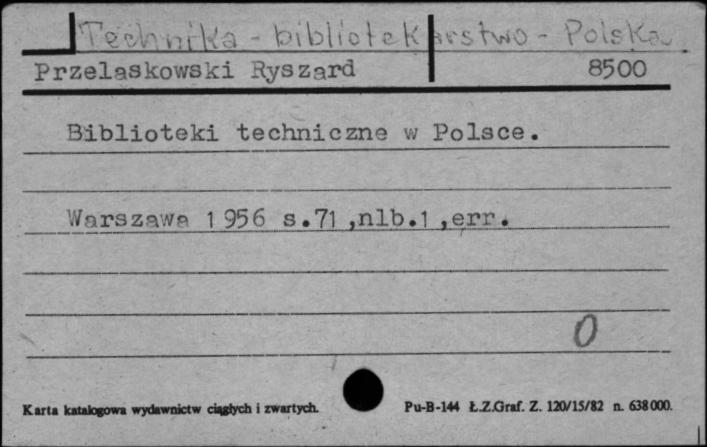 Technika - bibliotekarstwo - Polska
Przelaskowski Ryszard 8500
Biblioteki techniczne w Polsce.
Warszawa 1956 s.71,nlb.1,err.
0
Karta katalogowa wydawnictw ciągłych i zwartych. Pu-B-144 Ł.Z.Graf. Z. 120/15/82 n. 638000.